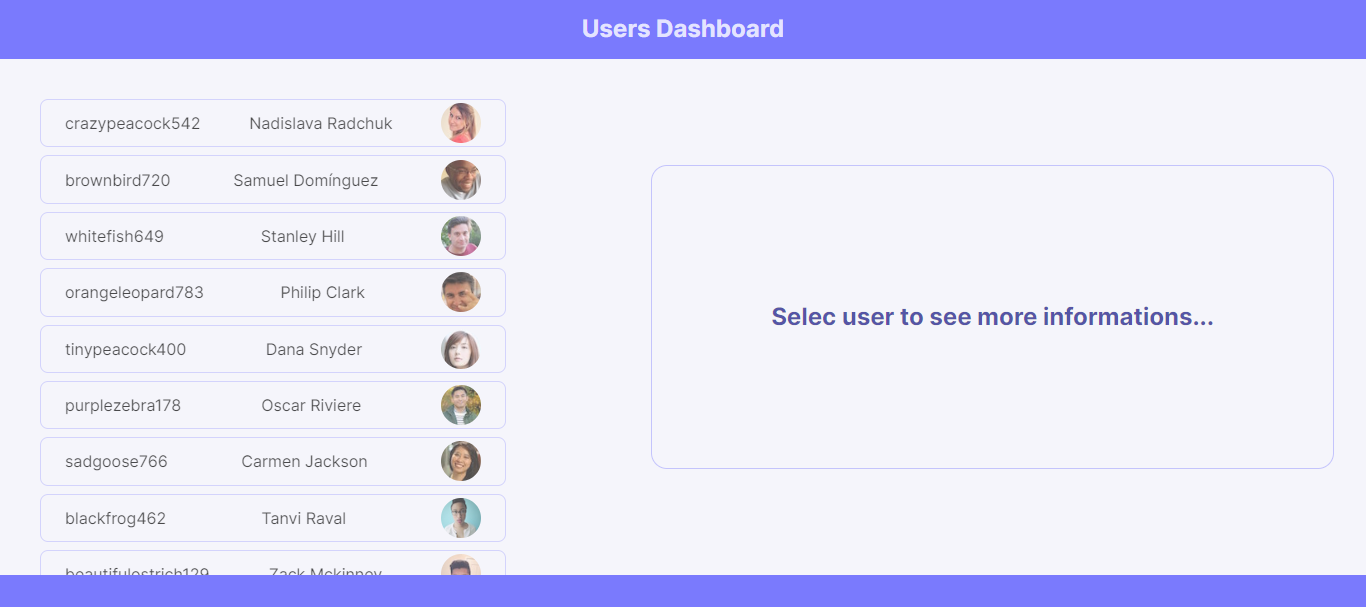 Users Dashboard
crazypeacock542 Nadislava Radchuk
brownbird720 Samuel Domínguez
whitefish649 Stanley Hill
orangeleopard783 Philip Clark
tinypeacock400 Dana Snyder
purplezebra178 Oscar Riviere
sadgoose766 Carmen Jackson
blackfrog462 Tanvi Raval
beautifulostrich129 Zack Mckinney
Selec user to see more informations...